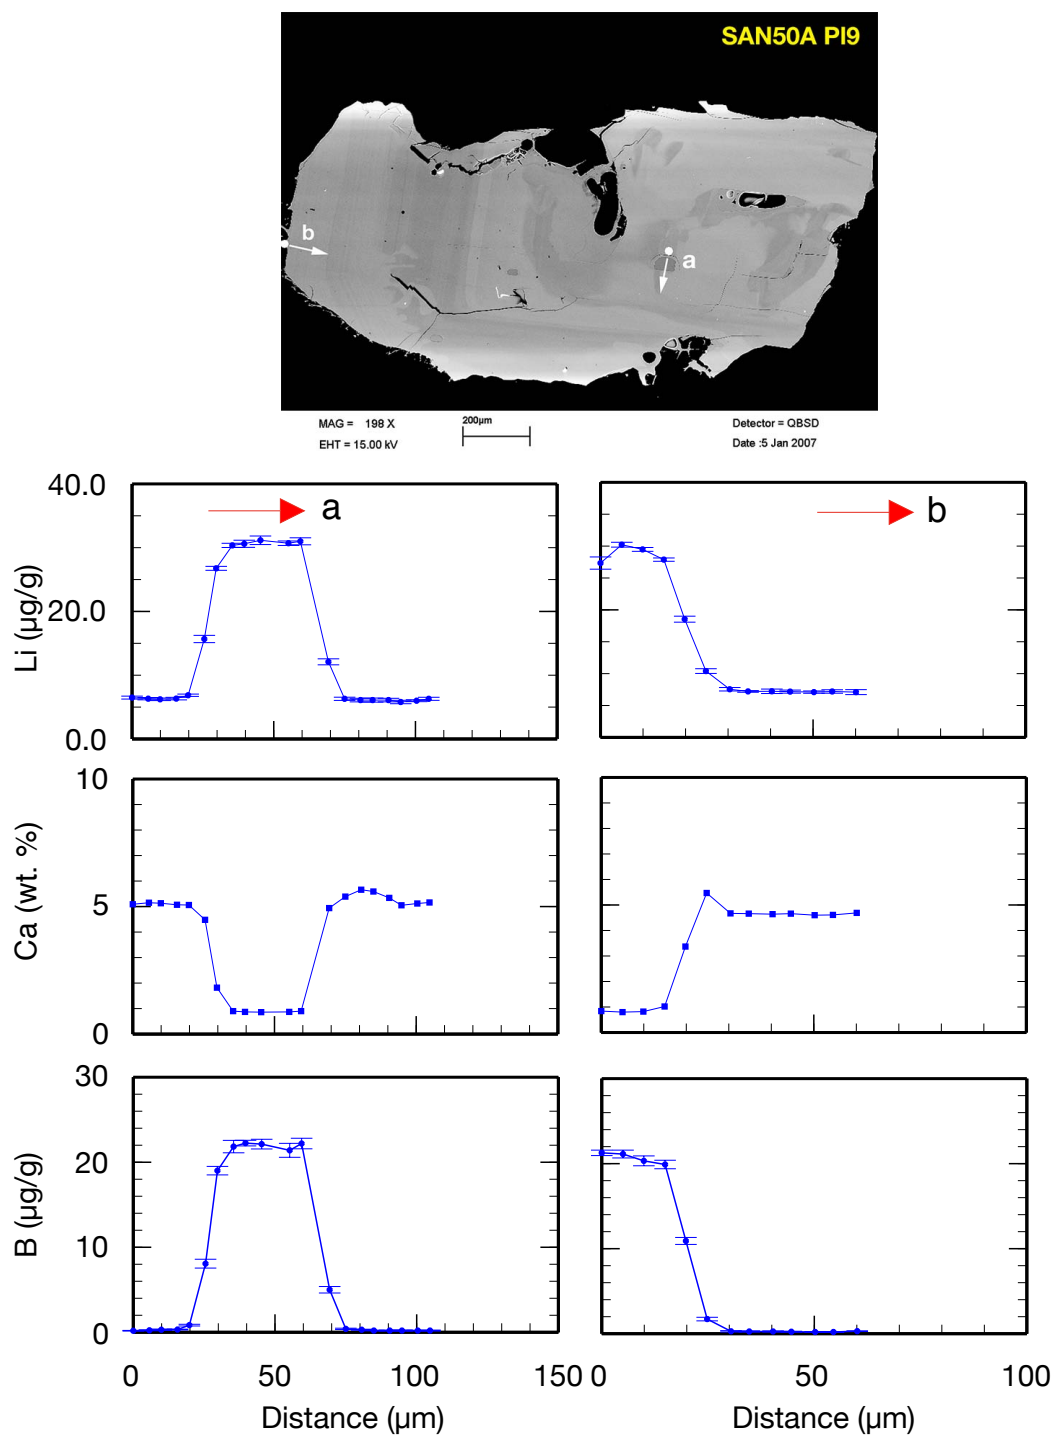 SAN50A PI9
b
a
MAG = 198 X
200µm
Detector = QBSD
EHT = 15.00 kV
Date :5 Jan 2007
40.0
a
b
Li (µg/g)
20.0
0.0
10
Ca (wt. %)
5
0
30
B (µg/g)
20
10
0
0 50 100 150 0 50 100
Distance (µm) Distance (µm)